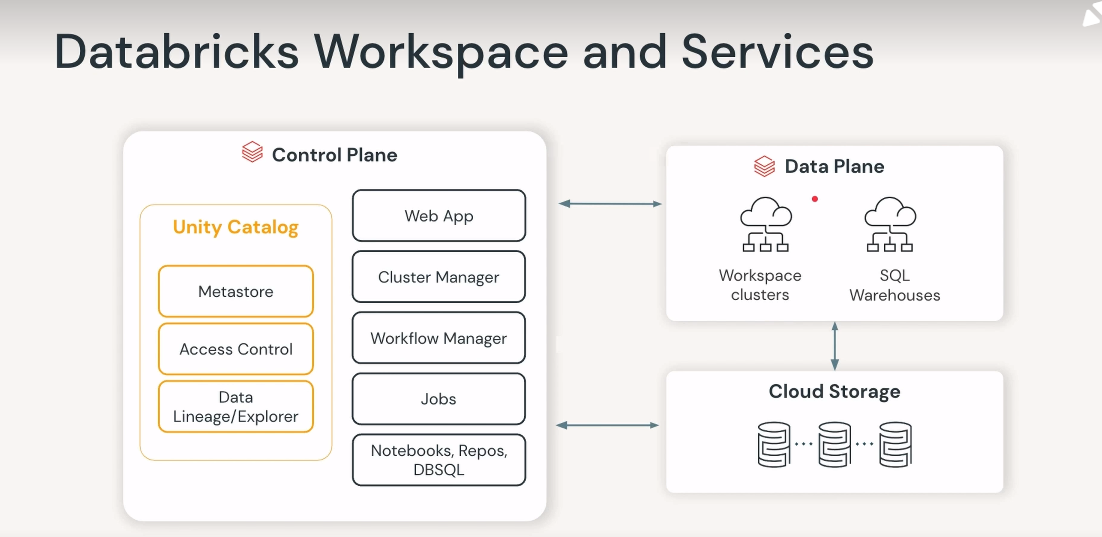 Databricks Workspace and Services
Control Plane
Unity Catalog
Metastore
Access Control
Data
Lineage/Explorer
Web App
Cluster Manager
Workflow Manager
Jobs
Notebooks, Repos,
DBSQL
Data Plane
Workspace
clusters
SQL
Warehouses
Cloud Storage